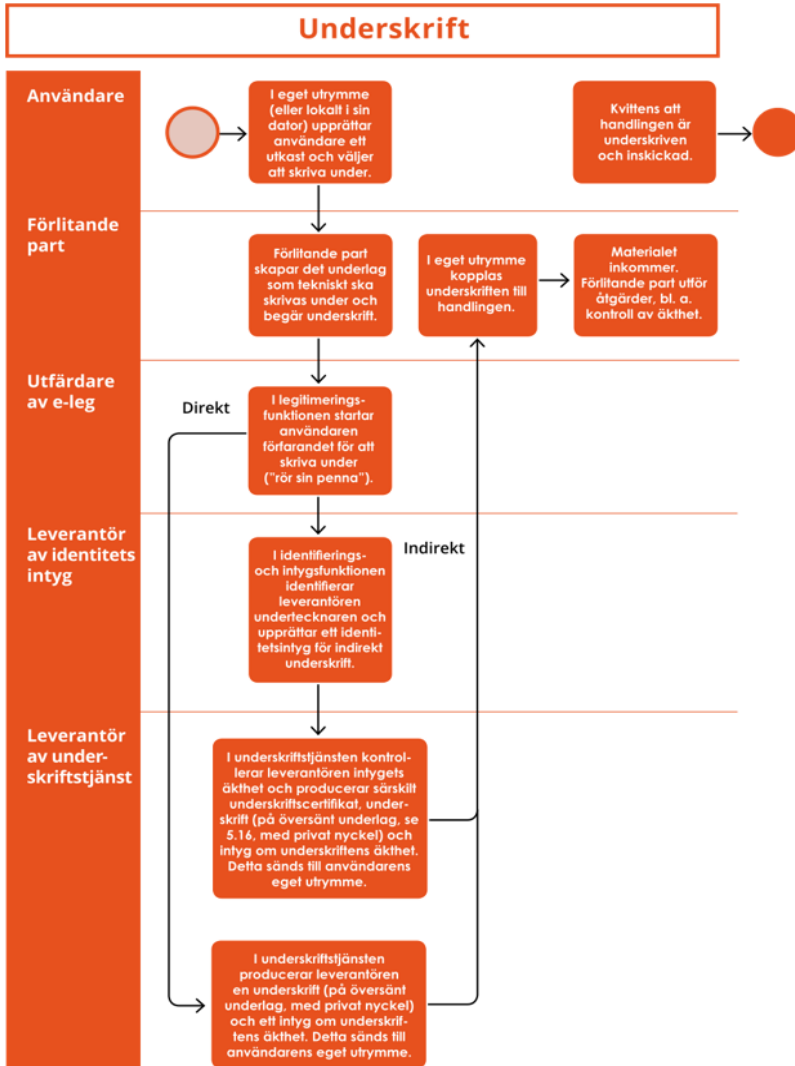 Underskrift
Användare
I eget utrymme
(eller lokalt i sin
dator) upprättar
användare ett
utkast och väljer
att skriva under.
Kvittens att
handlingen är
underskriven
och inskickad.
Förlitande
part
Förlitande part
skapar det underlag
som tekniskt ska
skrivas under och
begär underskrift.
I eget utrymme
kopplas
underskriften till
handlingen.
Materialet
inkommer.
Förlitande part utför
åtgärder, bl. a.
kontroll av äkthet.
Utfärdare
av e-leg
Direkt
I legitimerings-
funktionen startar
användaren
förfarandet för att
skriva under
("rör sin penna").
Leverantör
av identitets
intyg
Indirekt
I identifierings-
och intygsfunktionen
identifierar
leverantören
undertecknaren och
upprättar ett identi-
tetsintyg för indirekt
underskrift.
Leverantör
av under-
skriftstjänst
I underskriftstjänsten kontrol-
lerar leverantören intygets
äkthet och producerar särskilt
underskriftscertifikat, under-
skrift (på översänt underlag, se
5.16, med privat nyckel) och
intyg om underskriftens äkthet.
Detta sänds till användarens
eget utrymme.
I underskriftstjänsten
producerar leverantören
en underskrift (på översänt
underlag, med privat nyckel)
och ett intyg om underskrif-
tens äkthet. Detta sänds till
användarens eget utrymme.